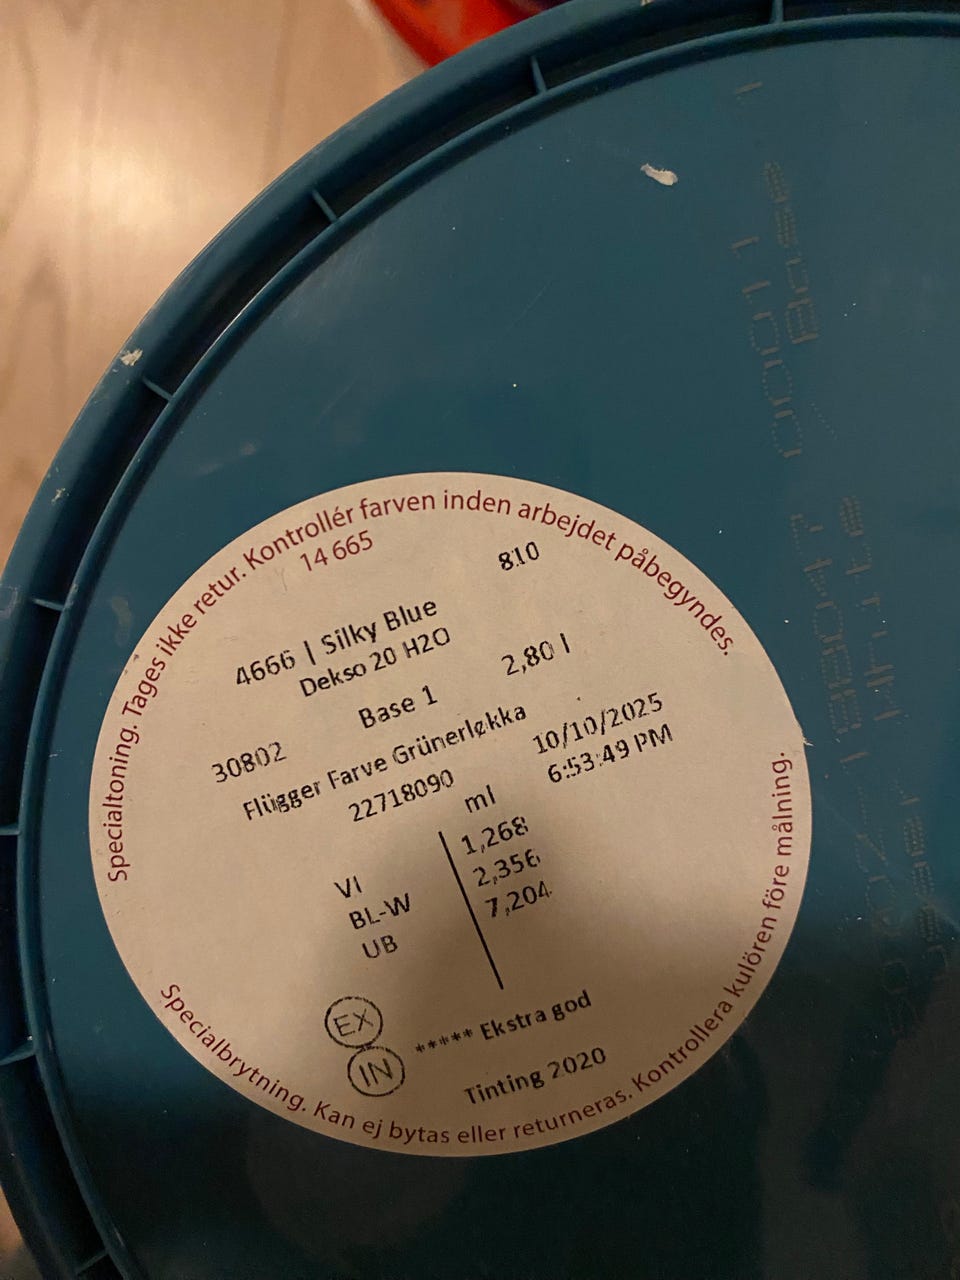 Specialtoning. Tages ikke retur. Kontrollér farven inden arbejdet påbegyndes.
14 665
810
4666 | Silky Blue
Dekso 20 H2O
Base 1 2,80 l
30802
Flügger Farve Grünerløkka
22718090 10/10/2025
6:53:49 PM
ml
VI 1,268
BL-W 2,356
UB 7,204
EX
IN
***** Ekstra god
Tinting 2020
Specialbrytning. Kan ej bytas eller returneras. Kontrollera kulören före målning.
White
Base 1